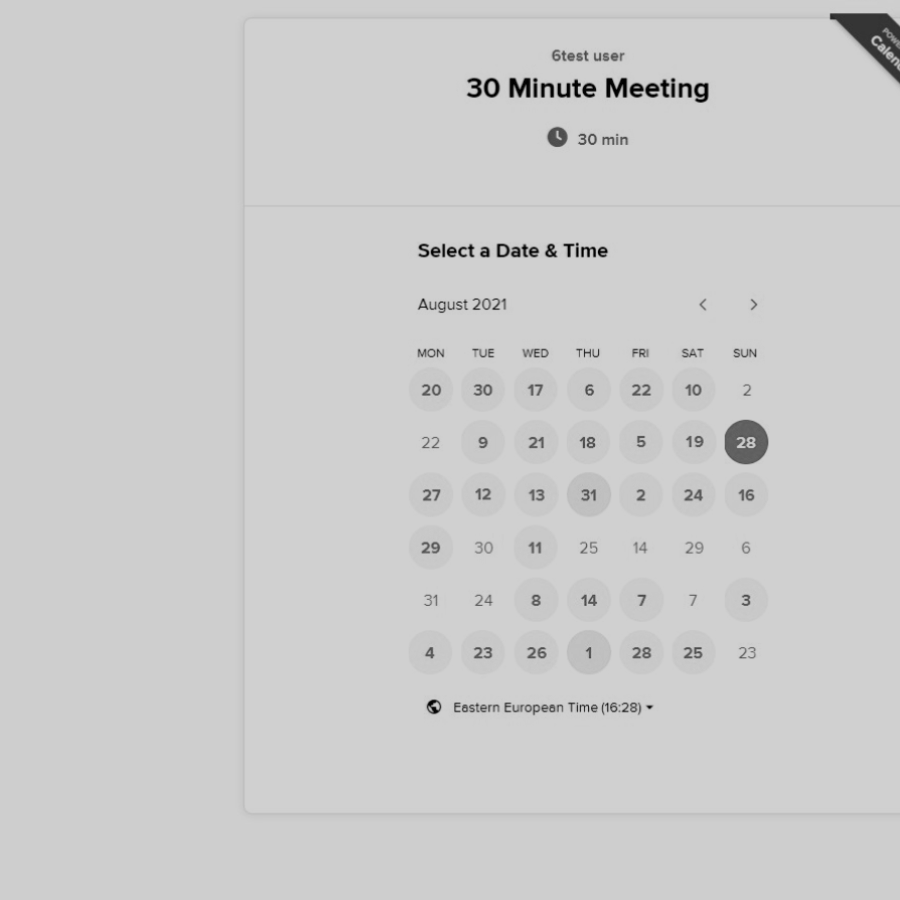 6test user
30 Minute Meeting
30 min
Select a Date & Time
August 2021
MON TUE WED THU FRI SAT SUN
20 30 17 6 22 10 2
22 9 21 18 5 19 28
27 12 13 31 2 24 16
29 30 11 25 14 29 6
31 24 8 14 7 7 3
4 23 26 1 28 25 23
Eastern European Time (16:28)